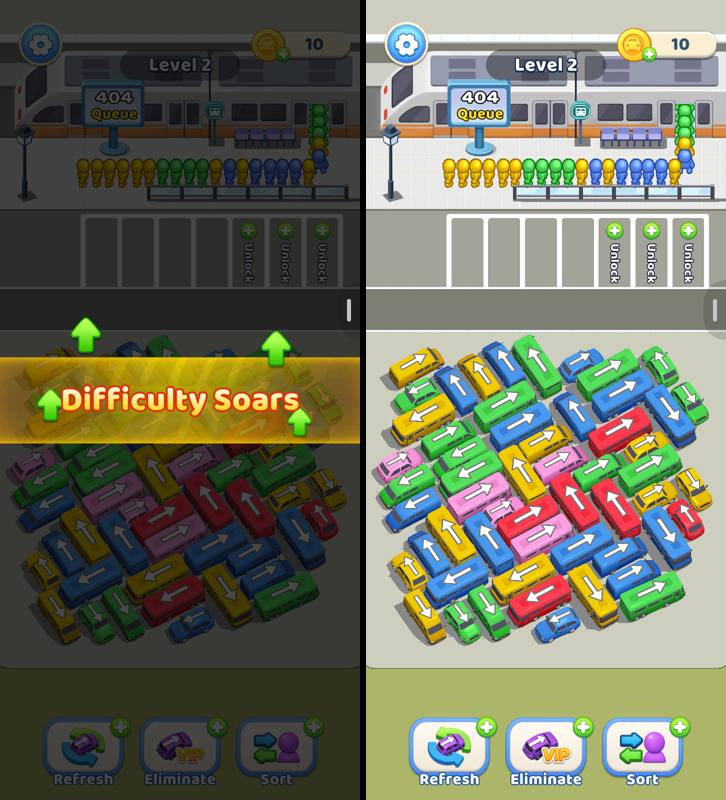 10
Level 2
404
Queue
Unlock
Unlock
Unlock
Difficulty Soars
VIP
Refresh
Eliminate
Sort
10
Level 2
404
Queue
Unlock
Unlock
Unlock
VIP
Refresh
Eliminate
Sort